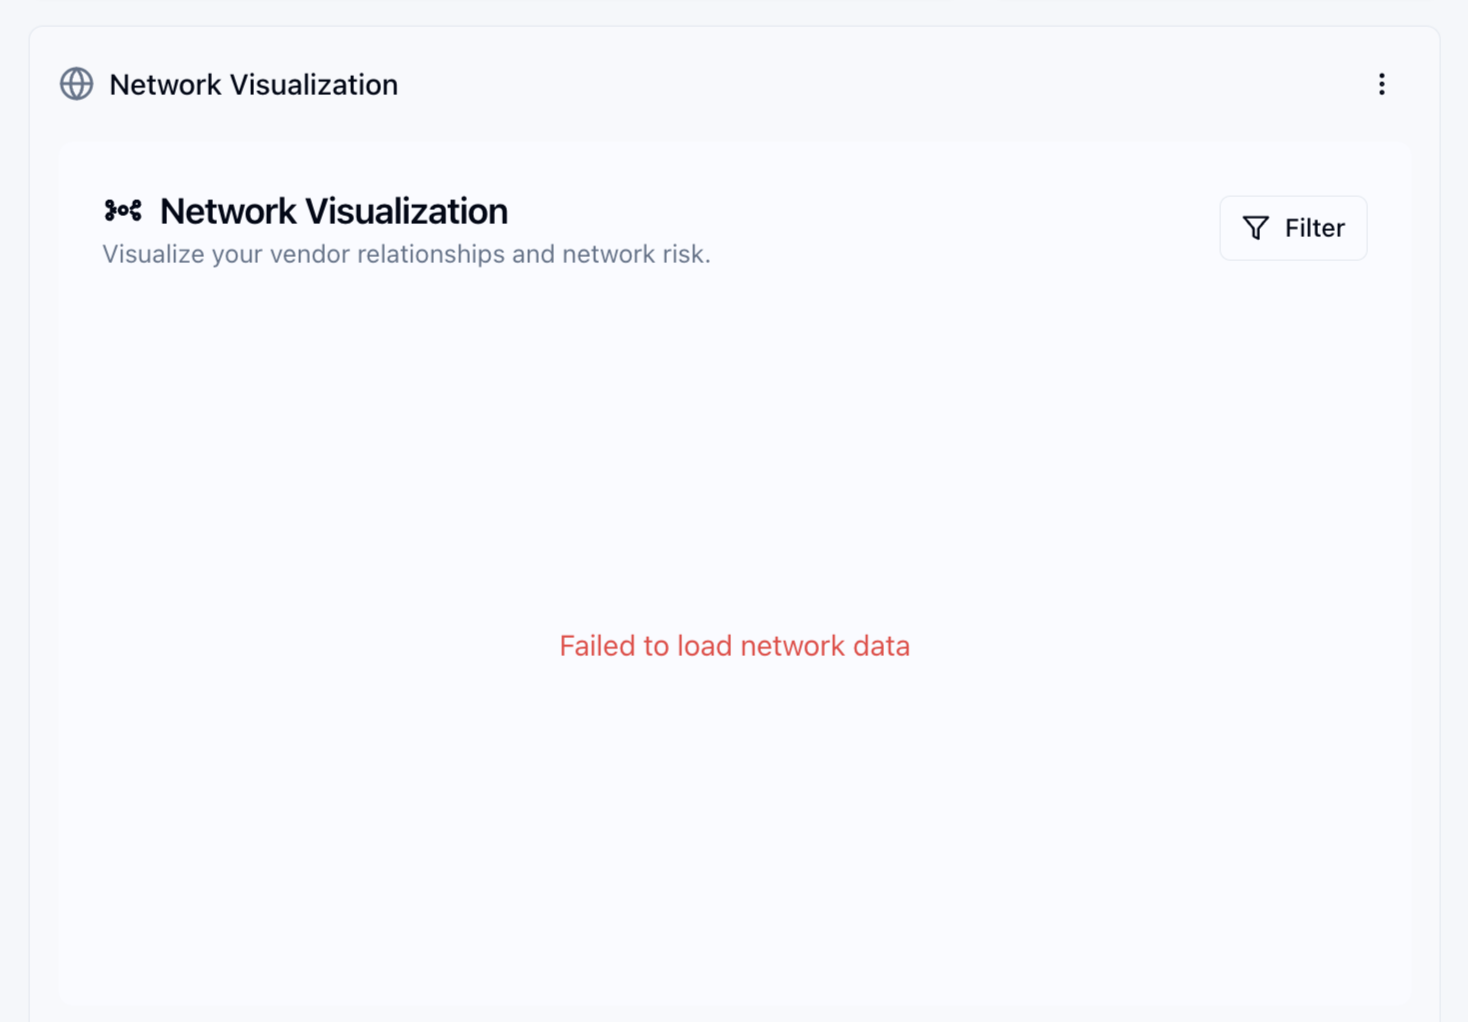 Network Visualization
Network Visualization
Visualize your vendor relationships and network risk.
Filter
Failed to load network data